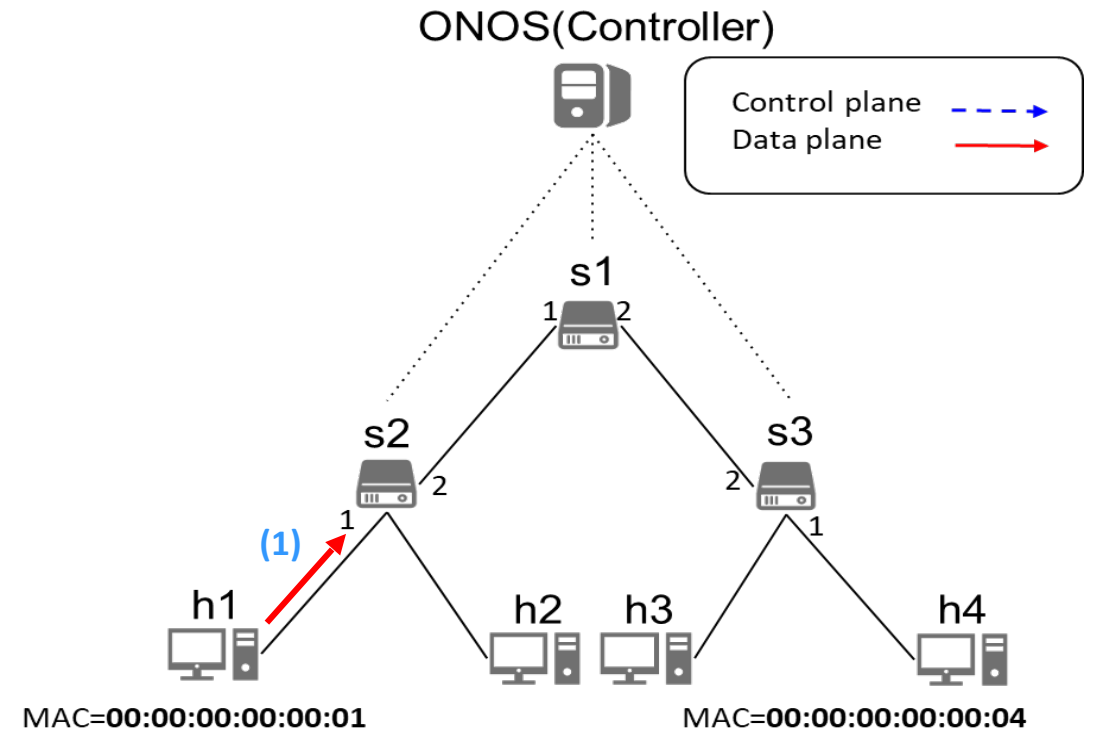 ONOS(Controller)
Control plane
Data plane
s1
1
2
s2
s3
2
2
1
1
(1)
h1
h2
h3
h4
MAC=00:00:00:00:00:01
MAC=00:00:00:00:00:04